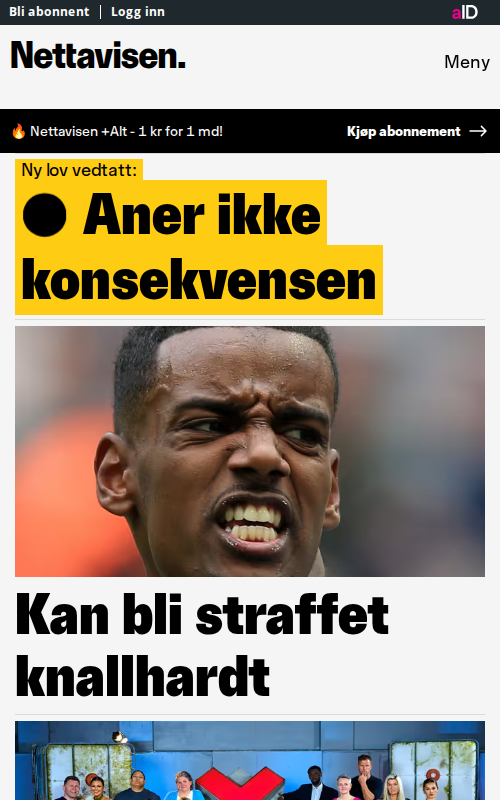 Bli abonnent | Logg inn
aID
Nettavisen.
Meny
🔥 Nettavisen +Alt - 1 kr for 1 md!
Kjøp abonnement →
Ny lov vedtatt:
● Aner ikke
konsekvensen
Kan bli straffet
knallhardt